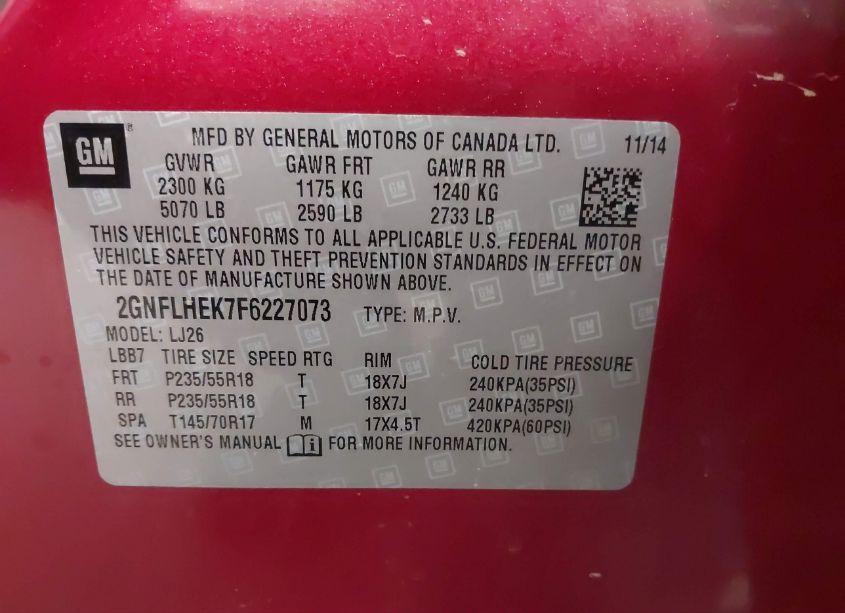 GM ® MFD BY GENERAL MOTORS OF CANADA LTD. 11/14
GVWR GAWR FRT GAWR RR
2300 KG 1175 KG 1240 KG
5070 LB 2590 LB 2733 LB
THIS VEHICLE CONFORMS TO ALL APPLICABLE U.S. FEDERAL MOTOR
VEHICLE SAFETY AND THEFT PREVENTION STANDARDS IN EFFECT ON
THE DATE OF MANUFACTURE SHOWN ABOVE.
2GNFLHEK7F6227073 TYPE: M.P.V.
MODEL: LJ26
LBB7 TIRE SIZE SPEED RTG RIM COLD TIRE PRESSURE
FRT P235/55R18 T 18X7J 240KPA(35PSI)
RR P235/55R18 T 18X7J 240KPA(35PSI)
SPA T145/70R17 M 17X4.5T 420KPA(60PSI)
SEE OWNER'S MANUAL i FOR MORE INFORMATION.